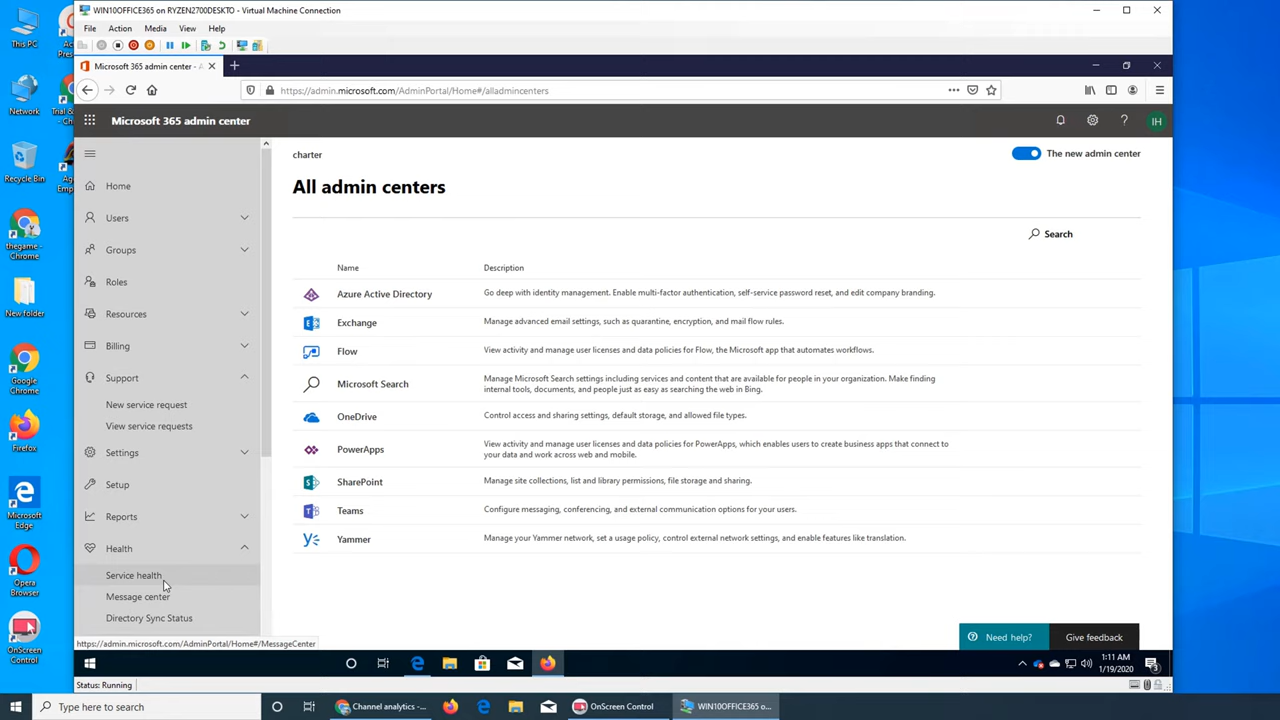 This PC
Network
Recycle Bin
thegame -
Chrome
New folder
Google
Chrome
Firefox
Microsoft
Edge
Opera
Browser
OnScreen
Control
WIN10OFFICE365 on RYZEN2700DESKTO - Virtual Machine Connection
File Action Media View Help
Microsoft 365 admin center - A
https://admin.microsoft.com/AdminPortal/Home#/alladmincenters
Microsoft 365 admin center
IH
Home
Users
Groups
Roles
Resources
Billing
Support
New service request
View service requests
Settings
Setup
Reports
Health
Service health
Message center
Directory Sync Status
https://admin.microsoft.com/AdminPortal/Home#/MessageCenter
charter
The new admin center
All admin centers
Search
Name Description
Azure Active Directory Go deep with identity management. Enable multi-factor authentication, self-service password reset, and edit company branding.
Exchange Manage advanced email settings, such as quarantine, encryption, and mail flow rules.
Flow View activity and manage user licenses and data policies for Flow, the Microsoft app that automates workflows.
Microsoft Search Manage Microsoft Search settings including services and content that are available for people in your organization. Make finding
internal tools, documents, and people just as easy as searching the web in Bing.
OneDrive Control access and sharing settings, default storage, and allowed file types.
PowerApps View activity and manage user licenses and data policies for PowerApps, which enables users to create business apps that connect to
your data and work across web and mobile.
SharePoint Manage site collections, list and library permissions, file storage and sharing.
Teams Configure messaging, conferencing, and external communication options for your users.
Yammer Manage your Yammer network, set a usage policy, control external network settings, and enable features like translation.
Need help? Give feedback
1:11 AM
1/19/2020
3
Status: Running
Type here to search
Channel analytics -...
OnScreen Control
WIN10OFFICE365 o...